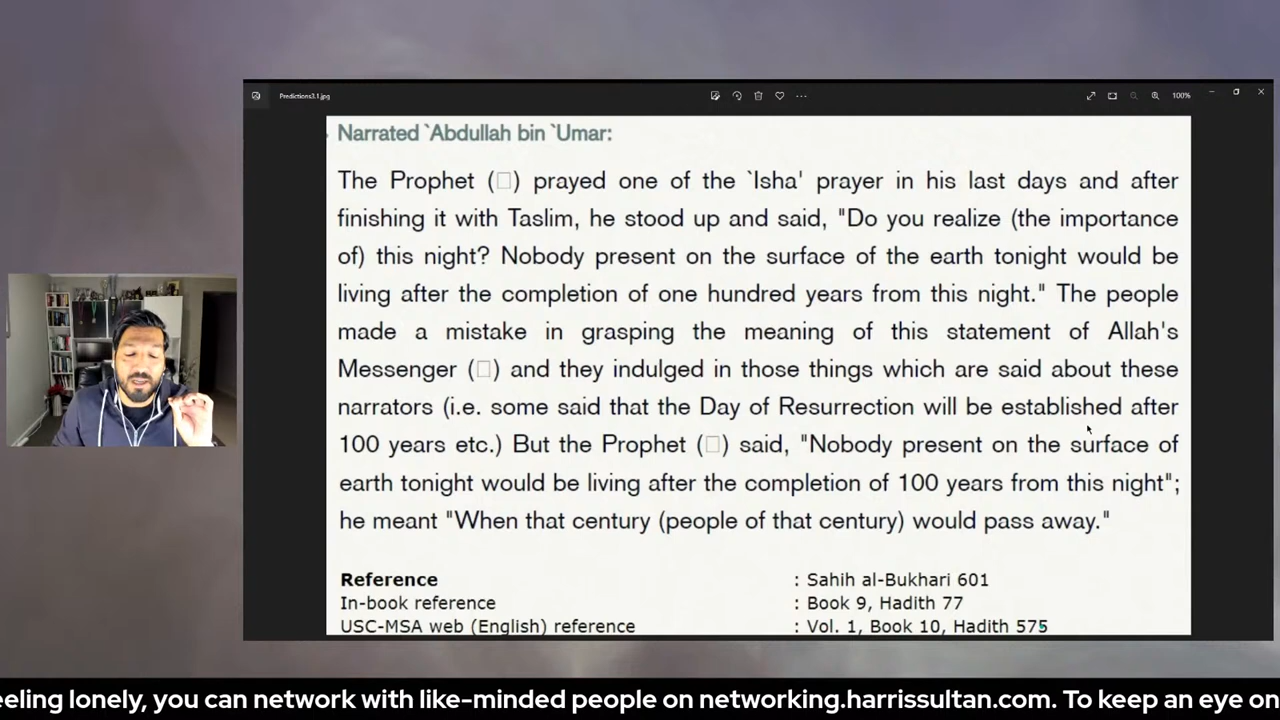 Predictions3.1.jpg
100%
Narrated `Abdullah bin `Umar:
The Prophet (□) prayed one of the `Isha' prayer in his last days and after
finishing it with Taslim, he stood up and said, "Do you realize (the importance
of) this night? Nobody present on the surface of the earth tonight would be
living after the completion of one hundred years from this night." The people
made a mistake in grasping the meaning of this statement of Allah's
Messenger (□) and they indulged in those things which are said about these
narrators (i.e. some said that the Day of Resurrection will be established after
100 years etc.) But the Prophet (□) said, "Nobody present on the surface of
earth tonight would be living after the completion of 100 years from this night";
he meant "When that century (people of that century) would pass away."
Reference : Sahih al-Bukhari 601
In-book reference : Book 9, Hadith 77
USC-MSA web (English) reference : Vol. 1, Book 10, Hadith 575
eeling lonely, you can network with like-minded people on networking.harrissultan.com. To keep an eye on